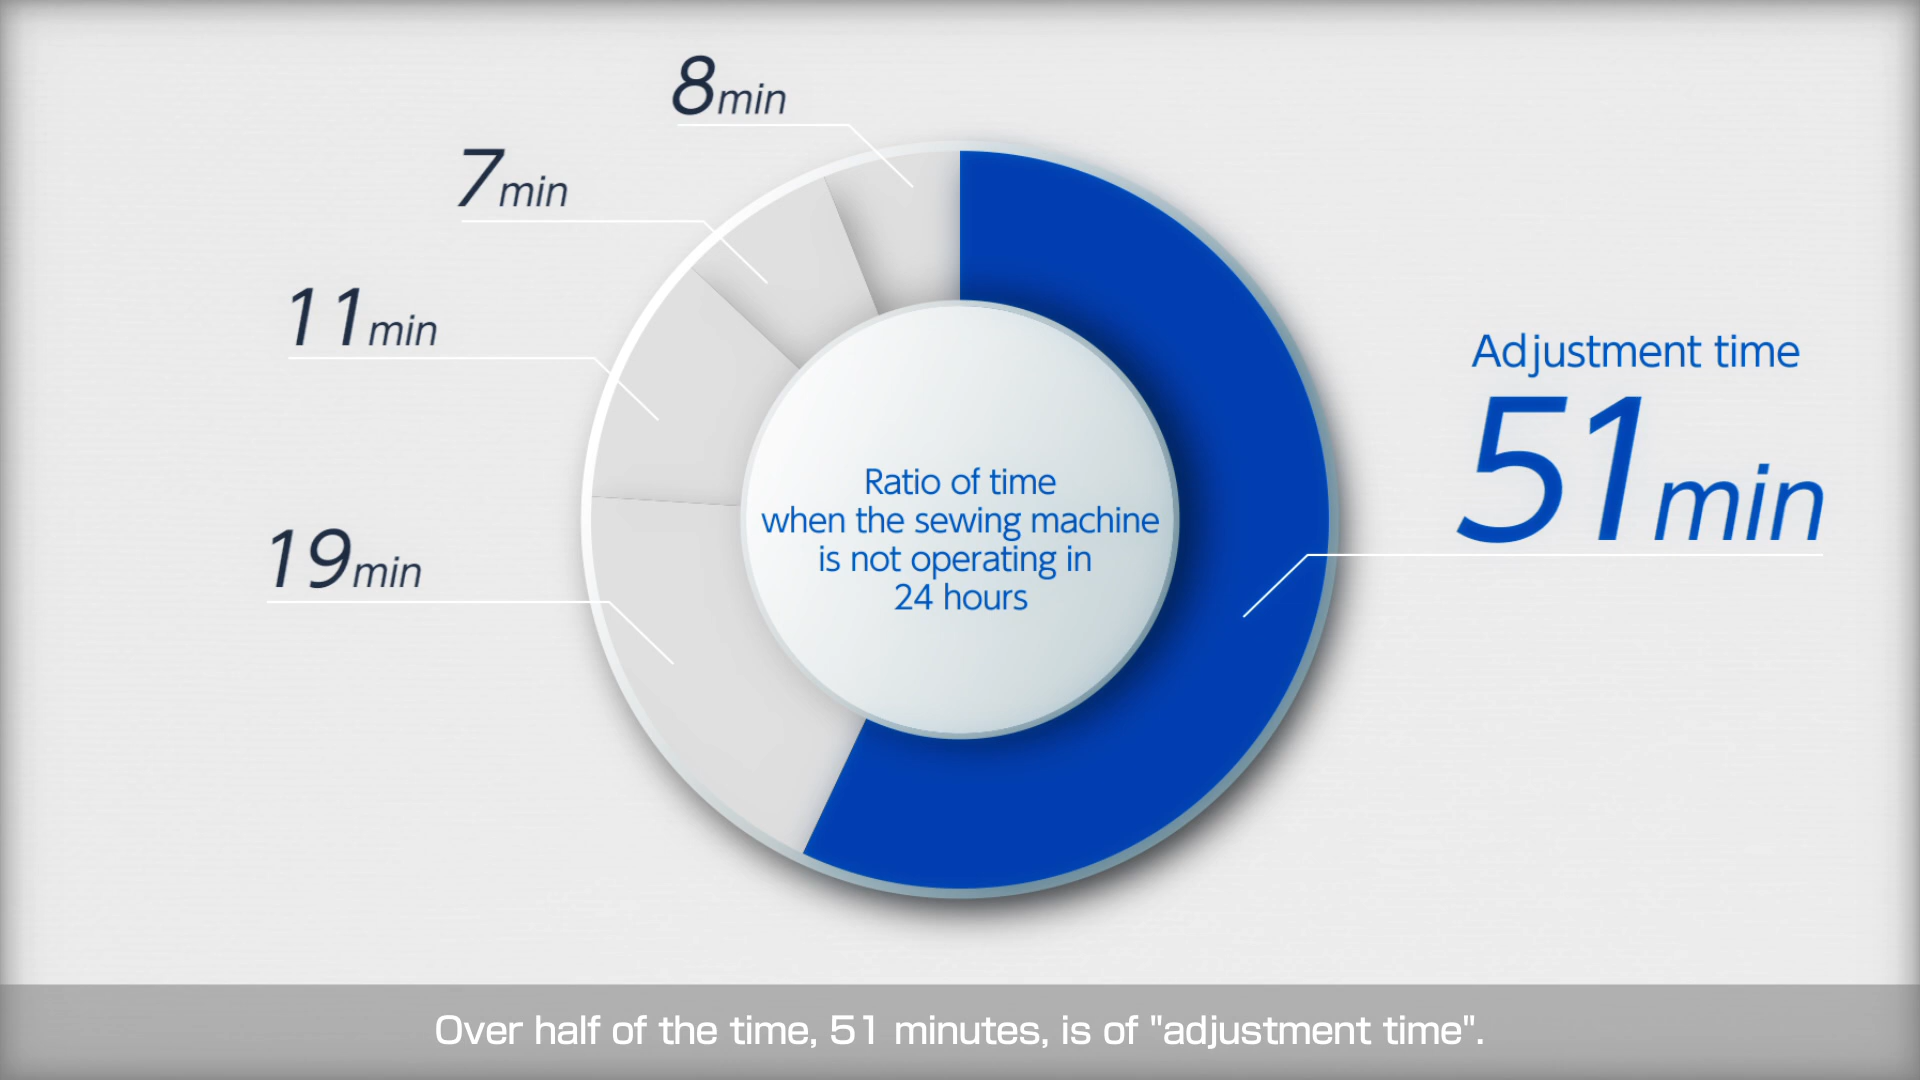 8min
7min
11min
19min
Adjustment time
51min
Ratio of time
when the sewing machine
is not operating in
24 hours
Over half of the time, 51 minutes, is of "adjustment time".